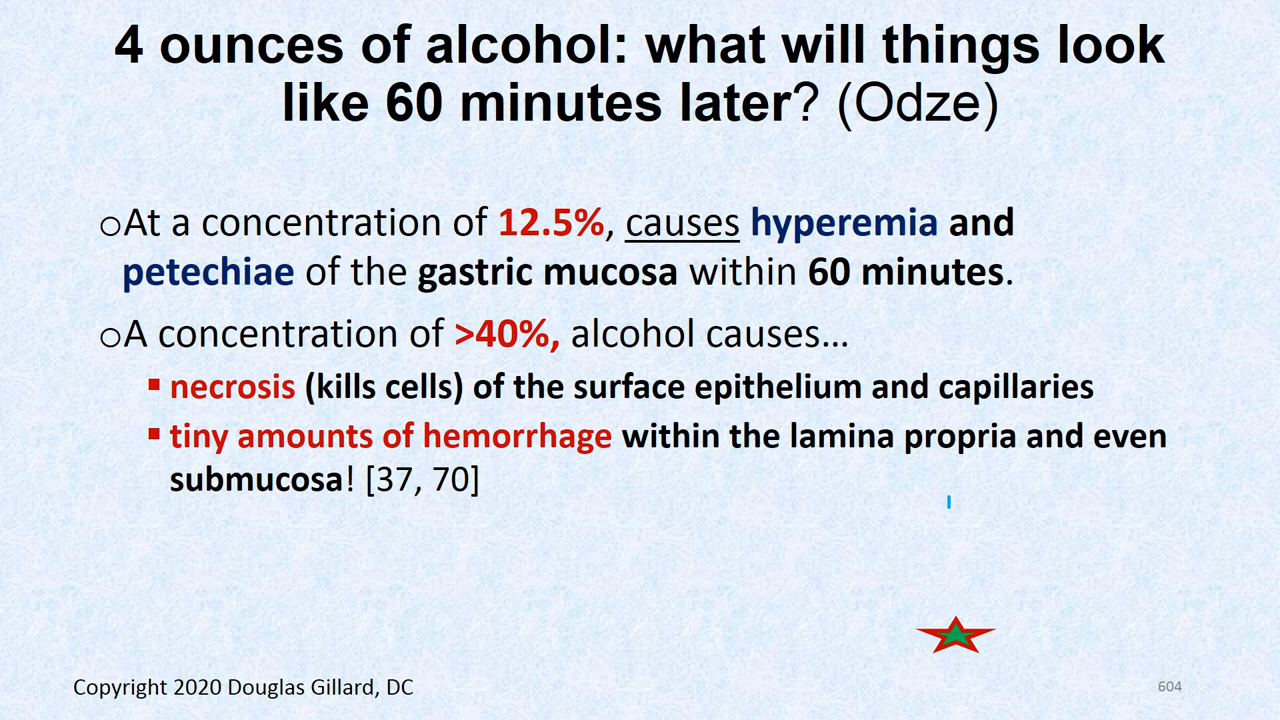 4 ounces of alcohol: what will things look
like 60 minutes later? (Odze)
oAt a concentration of 12.5%, causes hyperemia and
petechiae of the gastric mucosa within 60 minutes.
oA concentration of >40%, alcohol causes…
▪ necrosis (kills cells) of the surface epithelium and capillaries
▪ tiny amounts of hemorrhage within the lamina propria and even
submucosa! [37, 70]
Copyright 2020 Douglas Gillard, DC
604